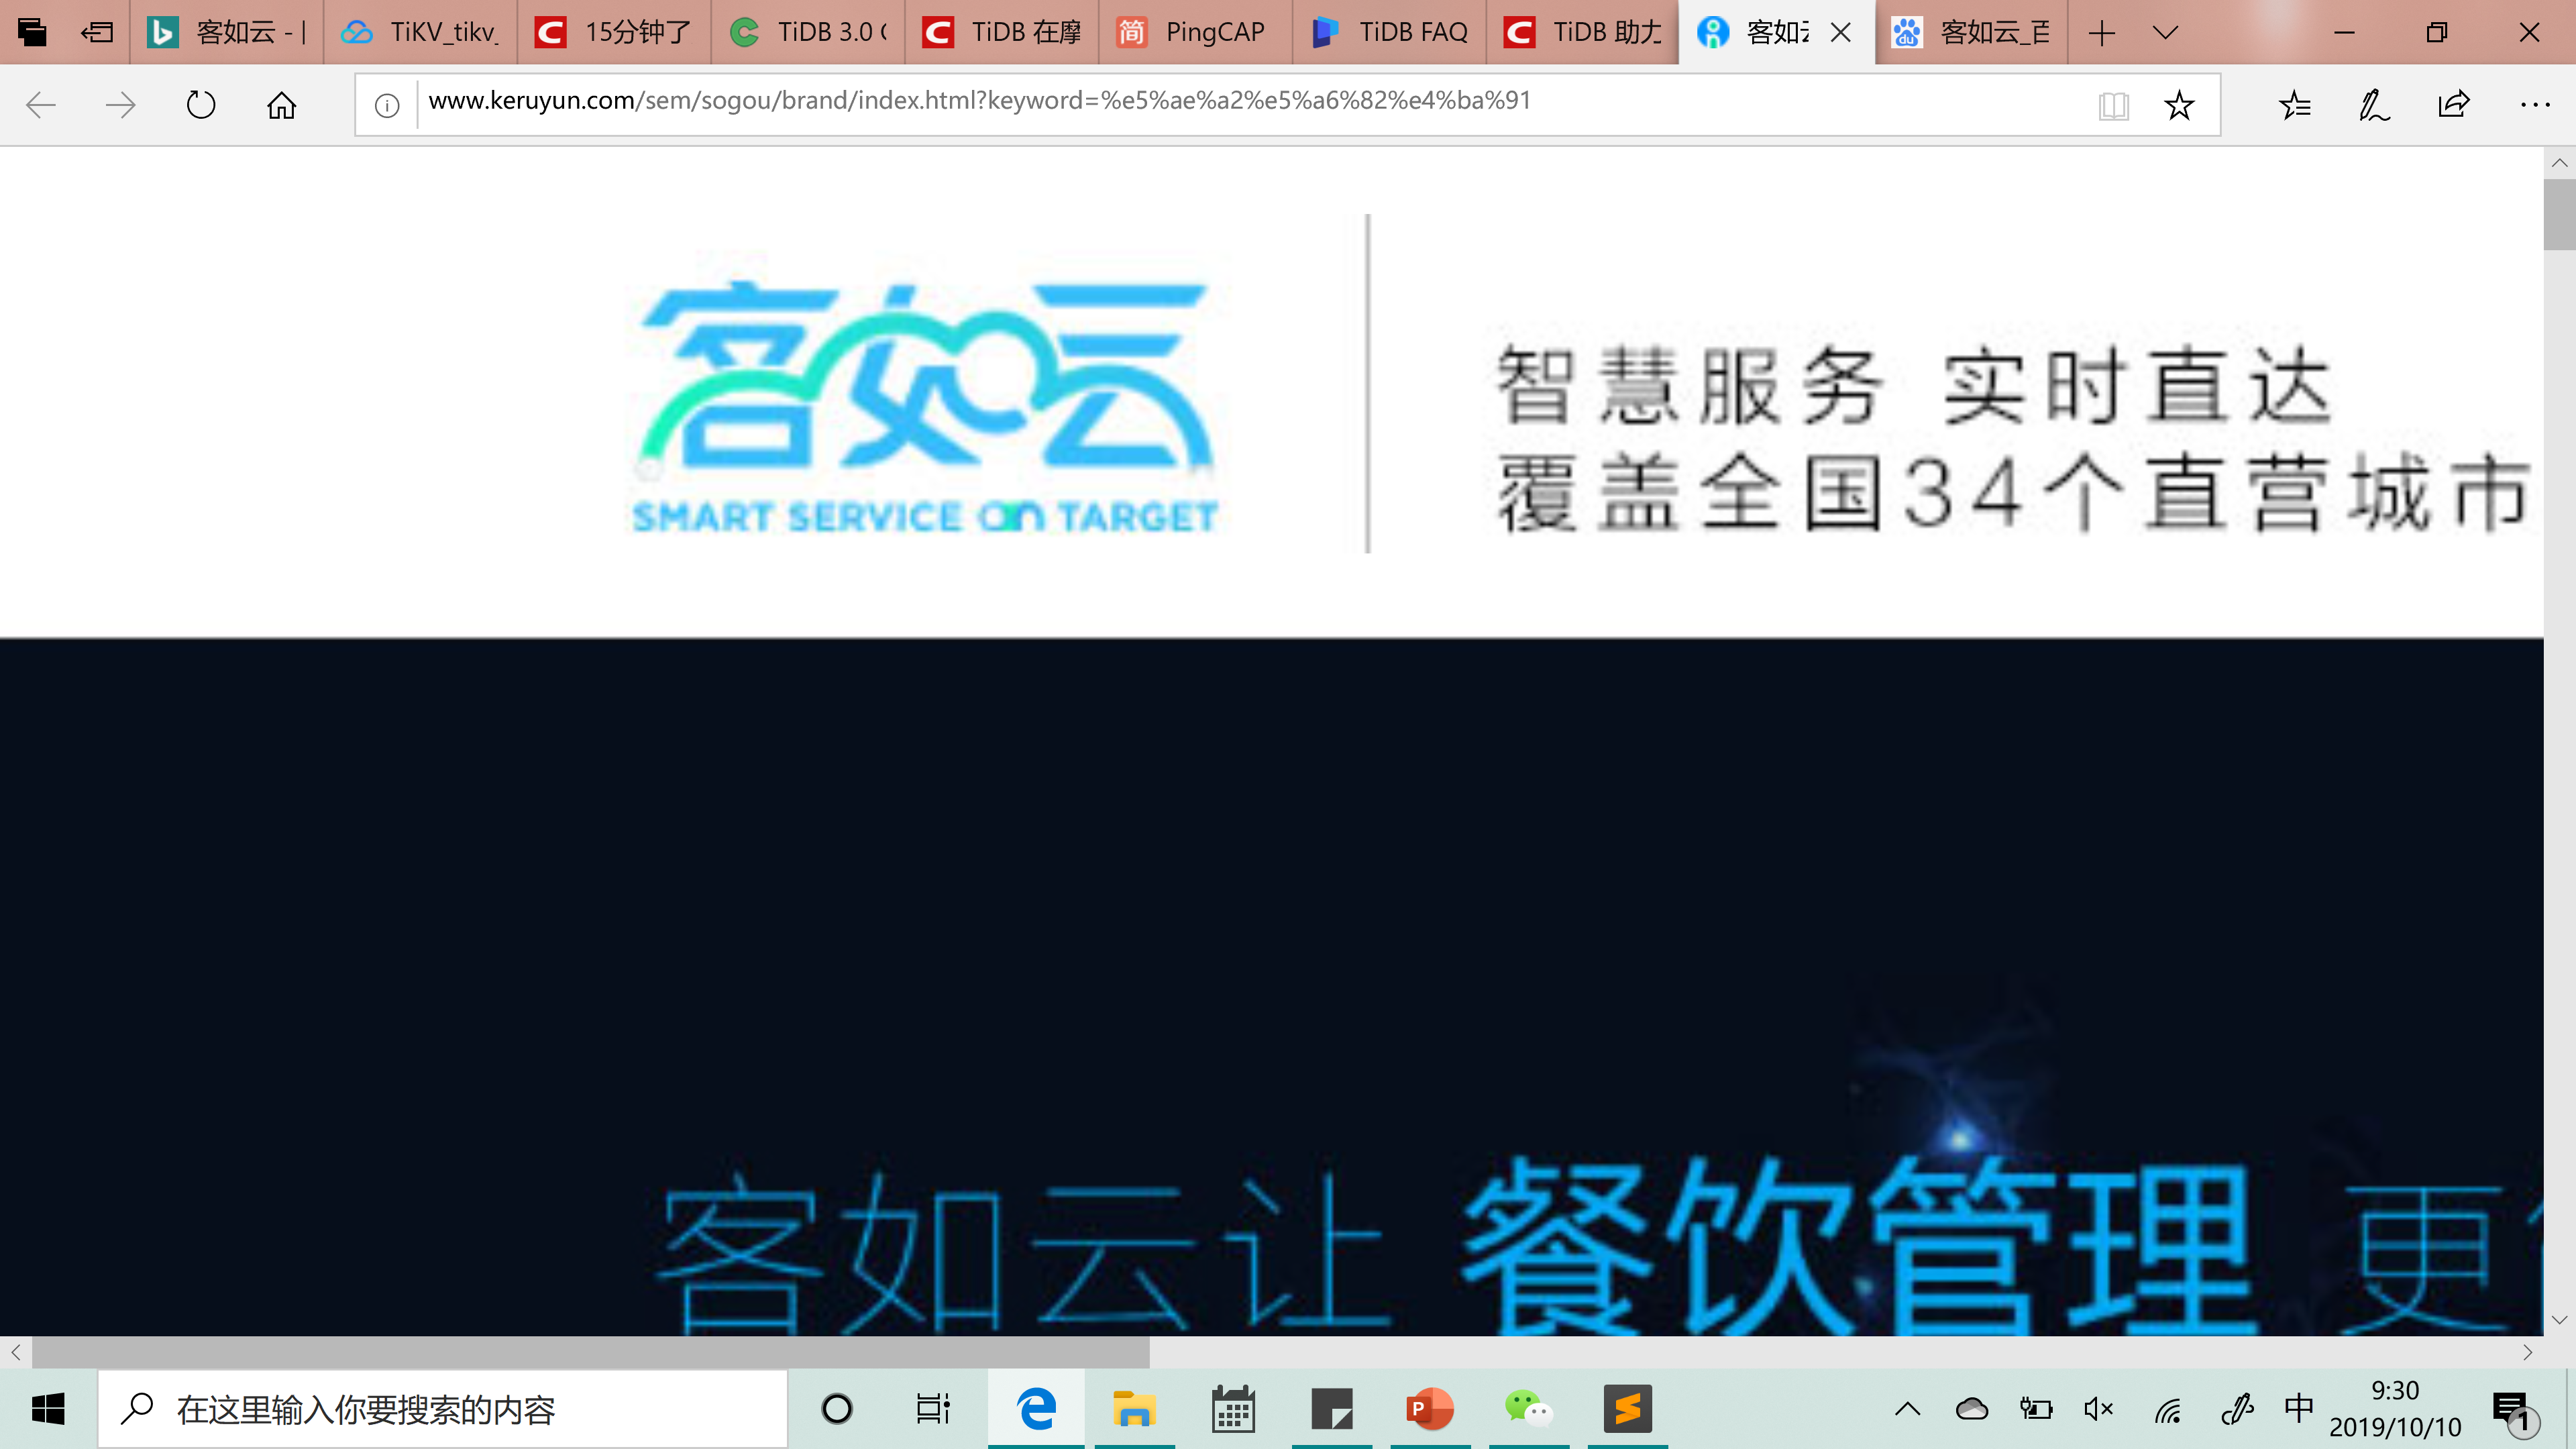 客如云 - |
TiKV_tikv_
15分钟了
TiDB 3.0
TiDB 在摩
简
PingCAP
TiDB FAQ
TiDB 助力
客如云
du
客如云_百
www.keruyun.com/sem/sogou/brand/index.html?keyword=%e5%ae%a2%e5%a6%82%e4%ba%91
客如云
SMART SERVICE on TARGET
智慧服务 实时直达
覆盖全国34个直营城市
客如云让 餐饮管理 更
在这里输入你要搜索的内容
P
中
9:30
2019/10/10
1